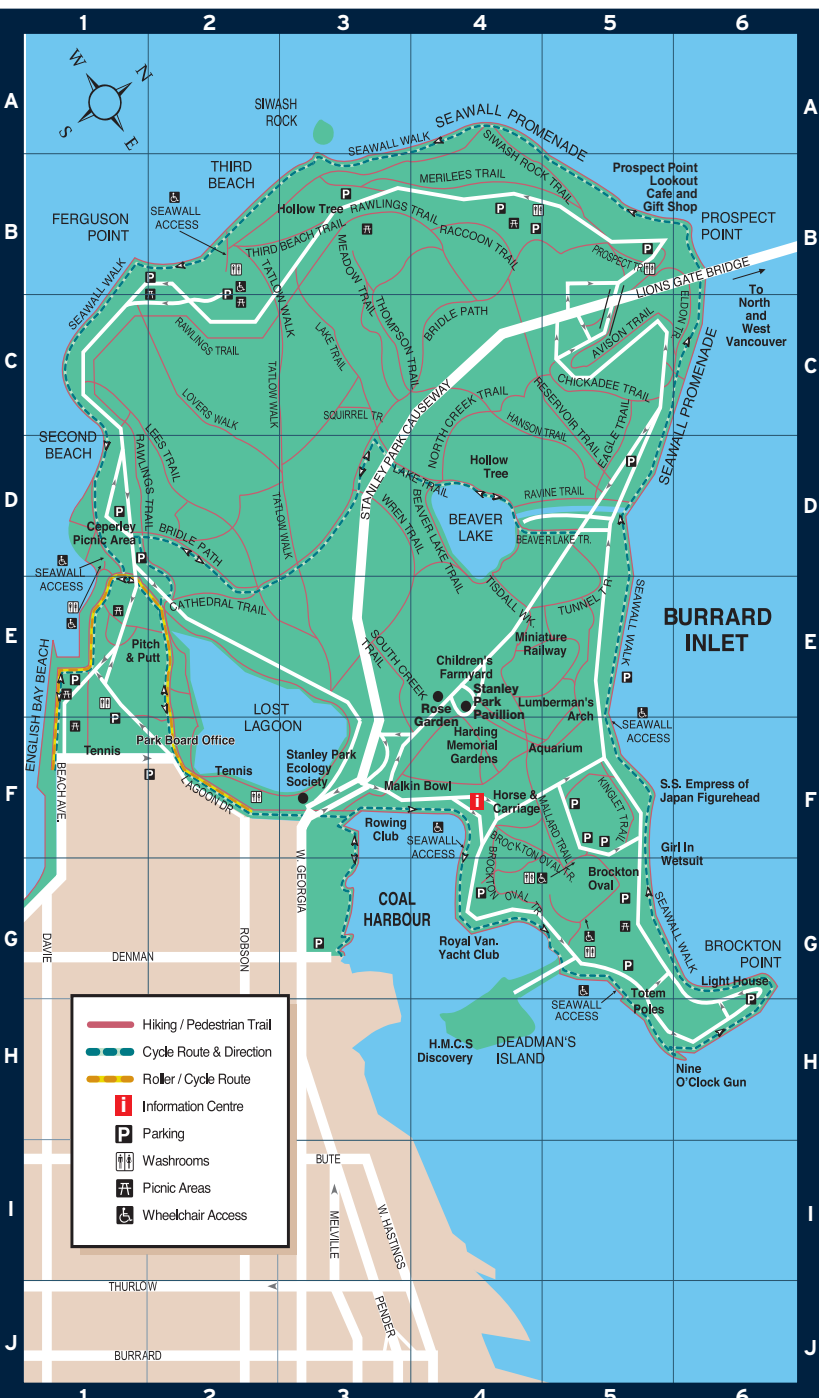 1 2 3 4 5 6
A
A
W
N
S
E
SIWASH
ROCK
SEAWALL PROMENADE
SEAWALL WALK
SIWASH ROCK TRAIL
THIRD
BEACH
MERILEES TRAIL
Prospect Point
Lookout
Cafe and
Gift Shop
B
B
SEAWALL
ACCESS
FERGUSON
POINT
Hollow Tree
RAWLINGS TRAIL
THIRD BEACH TRAIL
RACCOON TRAIL
PROSPECT
POINT
PROSPECT TR.
LIONS GATE BRIDGE
To
North
and
West
Vancouver
MEADOW TRAIL
TATLOW WALK
THOMPSON TRAIL
BRIDLE PATH
ELDON TR.
SEAWALL WALK
C
C
RAWLINGS TRAIL
LAKE TRAIL
AVISON TRAIL
CHICKADEE TRAIL
TATLOW WALK
LOVERS WALK
SQUIRREL TR.
STANLEY PARK CAUSEWAY
NORTH CREEK TRAIL
RESERVOIR TRAIL
HANSON TRAIL
EAGLE TRAIL
SEAWALL PROMENADE
SECOND
BEACH
LEES TRAIL
RAWLINGS TRAIL
Hollow
Tree
LAKE TRAIL
RAVINE TRAIL
D
D
TATLOW WALK
WREN TRAIL
BEAVER LAKE TRAIL
BEAVER
LAKE
BEAVER LAKE TR.
Ceperley
Picnic Area
BRIDLE PATH
SEAWALL
ACCESS
TISDALL WK.
TUNNEL TR.
SEAWALL WALK
CATHEDRAL TRAIL
E
E
BURRARD
INLET
Pitch
& Putt
SOUTH CREEK
TRAIL
Miniature
Railway
Children's
Farmyard
Stanley
Park
Pavilion
Rose
Garden
Lumberman's
Arch
LOST
LAGOON
ENGLISH BAY BEACH
SEAWALL
ACCESS
Harding
Memorial
Gardens
Aquarium
Park Board Office
Tennis
Stanley Park
Ecology
Society
Tennis
F
F
BEACH AVE.
LAGOON DR.
Malkin Bowl
Horse &
Carriage
S.S. Empress of
Japan Figurehead
KINGLET TRAIL
MALLARD TRAIL
Rowing
Club
SEAWALL
ACCESS
BROCKTON OVAL TR.
Girl In
Wetsuit
W. GEORGIA
BROCKTON
OVAL TR.
Brockton
Oval
COAL
HARBOUR
G
G
DAVIE
DENMAN
ROBSON
Royal Van.
Yacht Club
SEAWALL WALK
BROCKTON
POINT
Light House
SEAWALL
ACCESS
Totem
Poles
H.M.C.S
Discovery
DEADMAN'S
ISLAND
H
H
Nine
O'Clock Gun
Hiking / Pedestrian Trail
Cycle Route & Direction
Roller / Cycle Route
i Information Centre
P Parking
Washrooms
Picnic Areas
Wheelchair Access
BUTE
I
I
MELVILLE
W. HASTINGS
THURLOW
PENDER
J
J
BURRARD
1 2 3 4 5 6